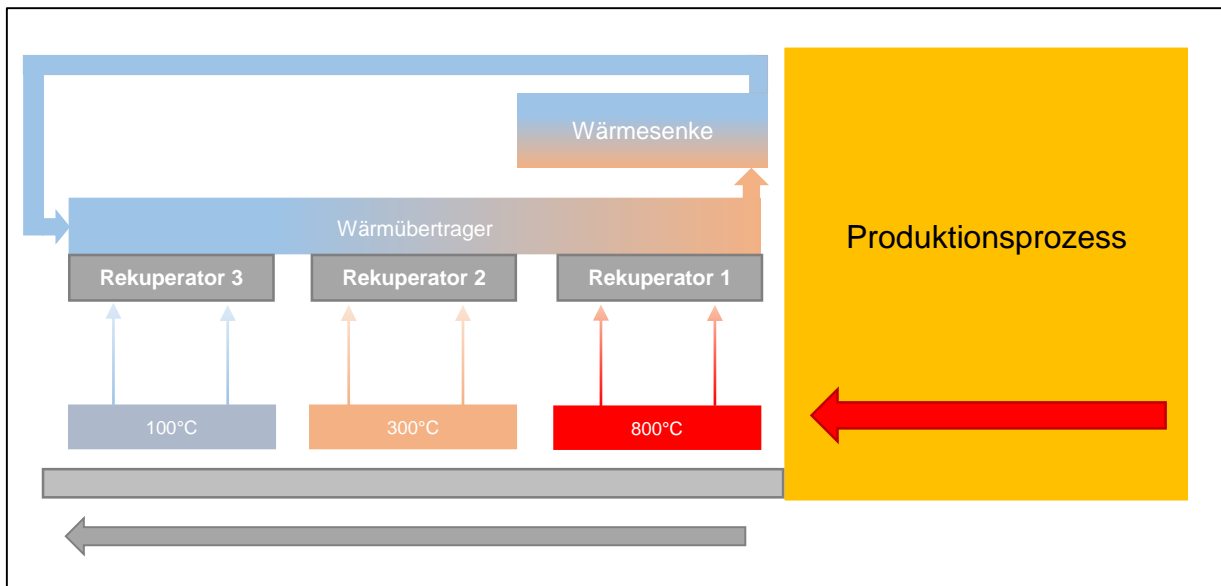 Wärmesenke
Wärmübertrager
Produktionsprozess
Rekuperator 3
Rekuperator 2
Rekuperator 1
100°C
300°C
800°C